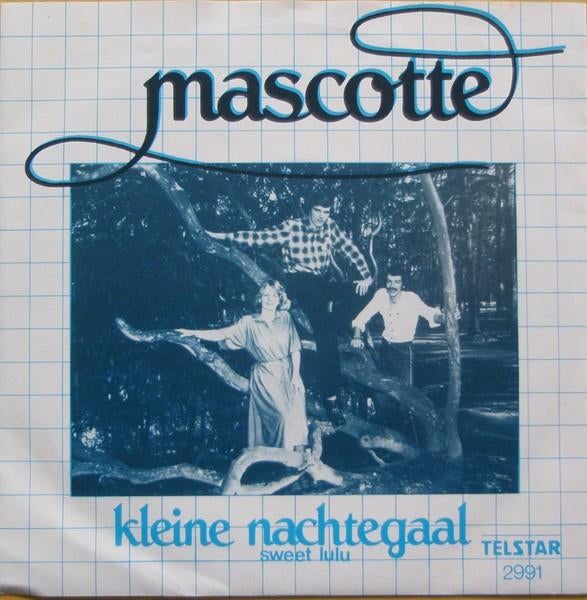 mascotte
kleine nachtegaal
sweet lulu
TELSTAR
2991